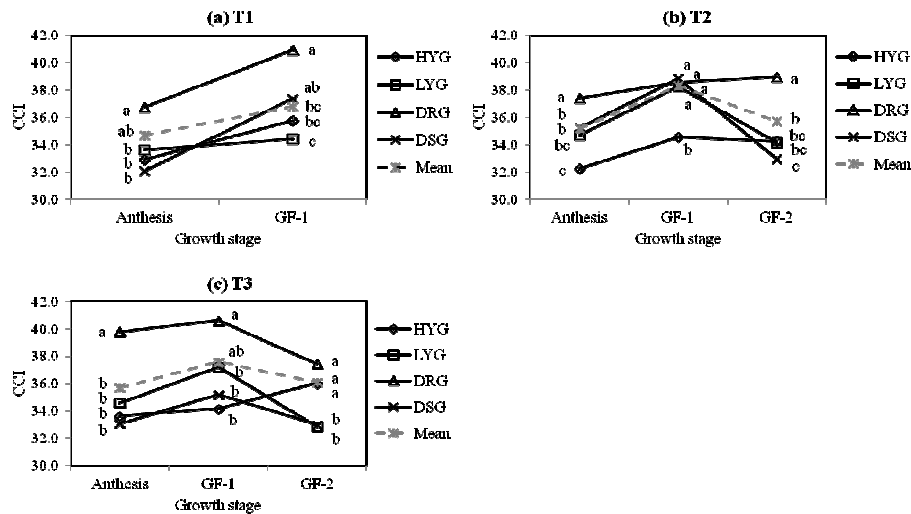 (a) T1
42.0
40.0
38.0
36.0
34.0
32.0
30.0
CCI
a
ab
b
b
b
a
ab
bc
bc
c
Anthesis
GF-1
Growth stage
HYG
LYG
DRG
DSG
Mean
(b) T2
42.0
40.0
38.0
36.0
34.0
32.0
30.0
CCI
a
b
b
bc
c
a
a
a
a
b
a
b
bc
bc
c
Anthesis
GF-1
GF-2
Growth stage
HYG
LYG
DRG
DSG
Mean
(c) T3
42.0
40.0
38.0
36.0
34.0
32.0
30.0
CCI
a
b
b
b
b
a
ab
b
b
b
a
a
a
b
b
Anthesis
GF-1
GF-2
Growth stage
HYG
LYG
DRG
DSG
Mean